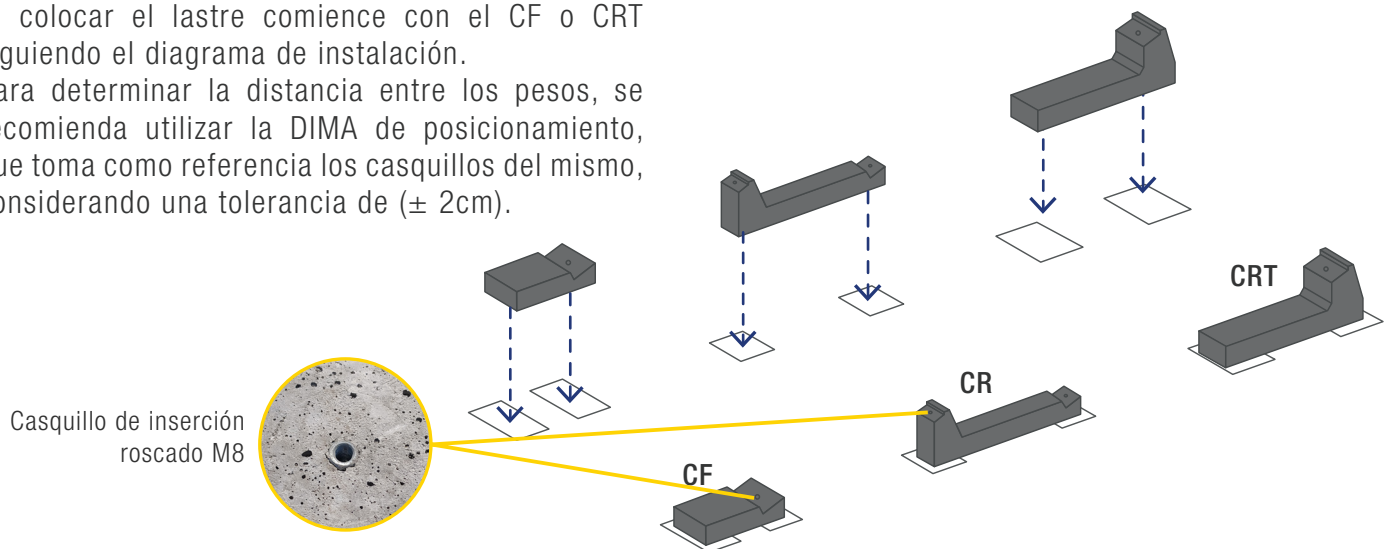 colocar el lastre comience con el CF o CRT
guiendo el diagrama de instalación.
ara determinar la distancia entre los pesos, se
ecomienda utilizar la DIMA de posicionamiento,
ue toma como referencia los casquillos del mismo,
onsiderando una tolerancia de (± 2cm).
CRT
CR
Casquillo de inserción
roscado M8
CF